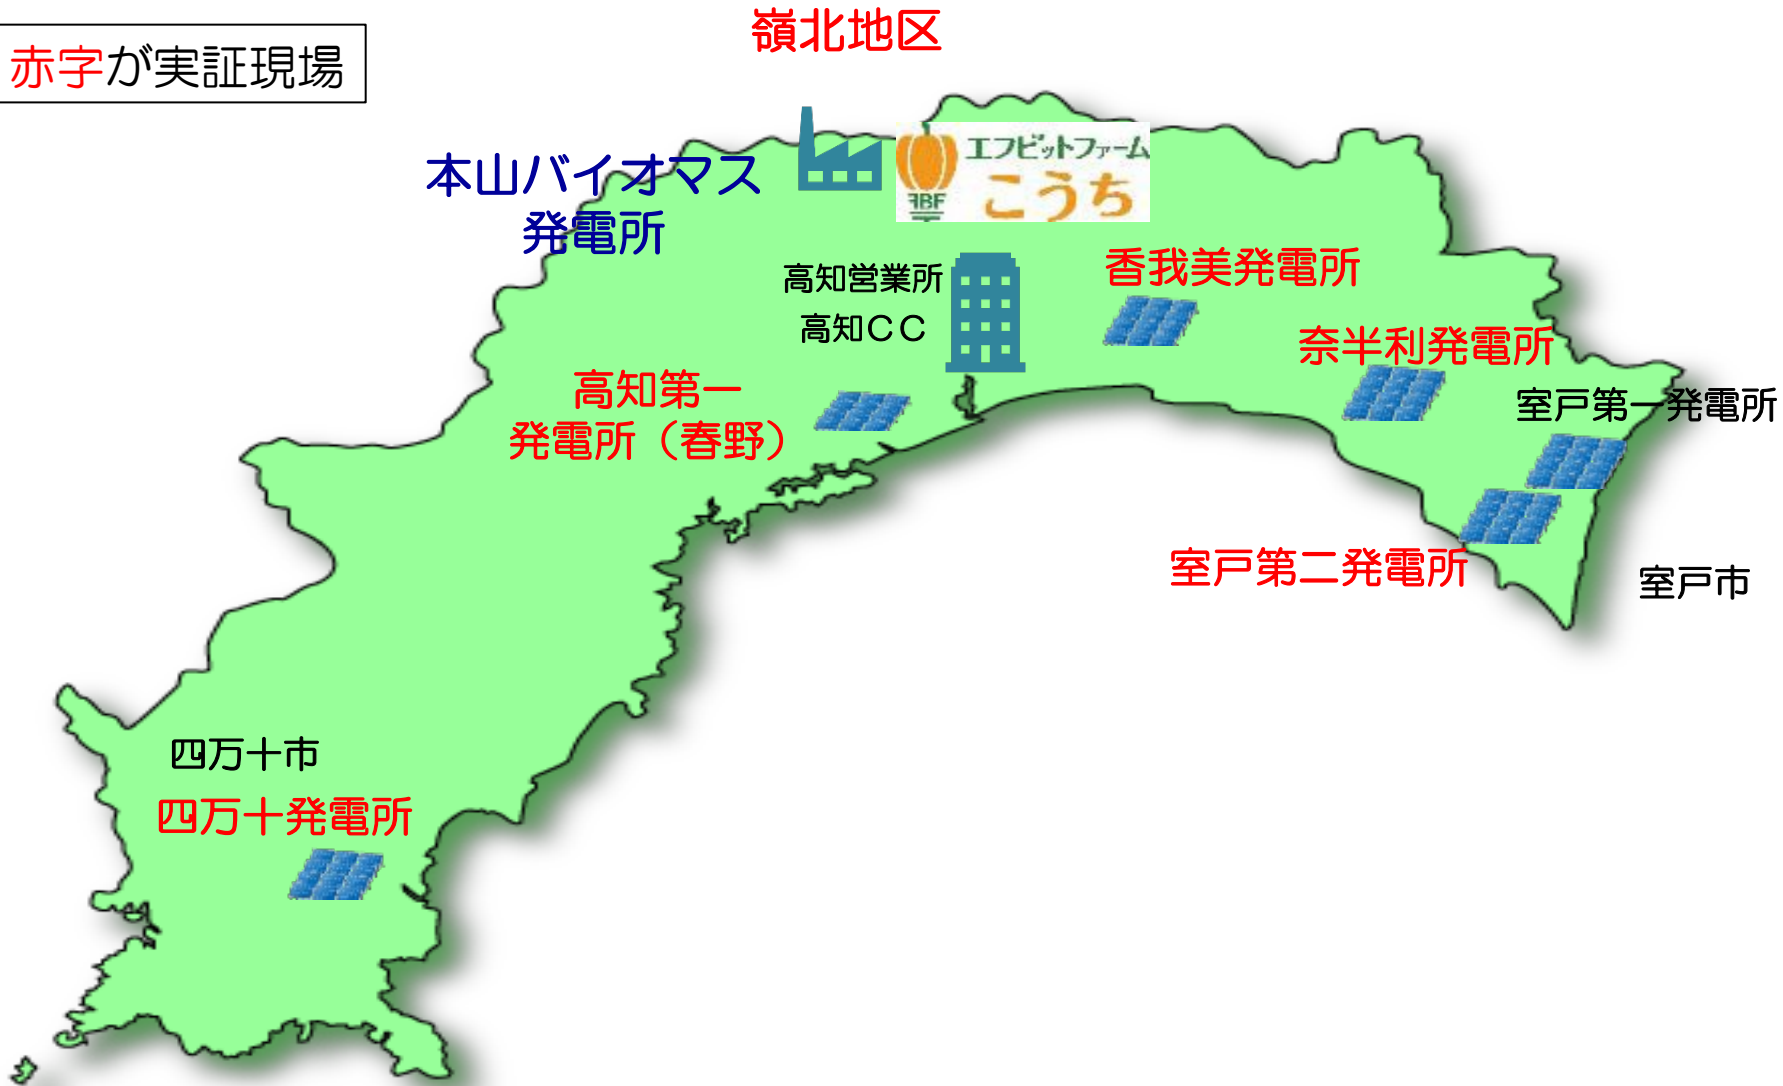 嶺北地区
赤字が実証現場
本山バイオマス
発電所
エフビットファーム
こうち
FBF
高知営業所
高知CC
香我美発電所
奈半利発電所
高知第一
発電所（春野）
室戸第一発電所
室戸第二発電所
室戸市
四万十市
四万十発電所